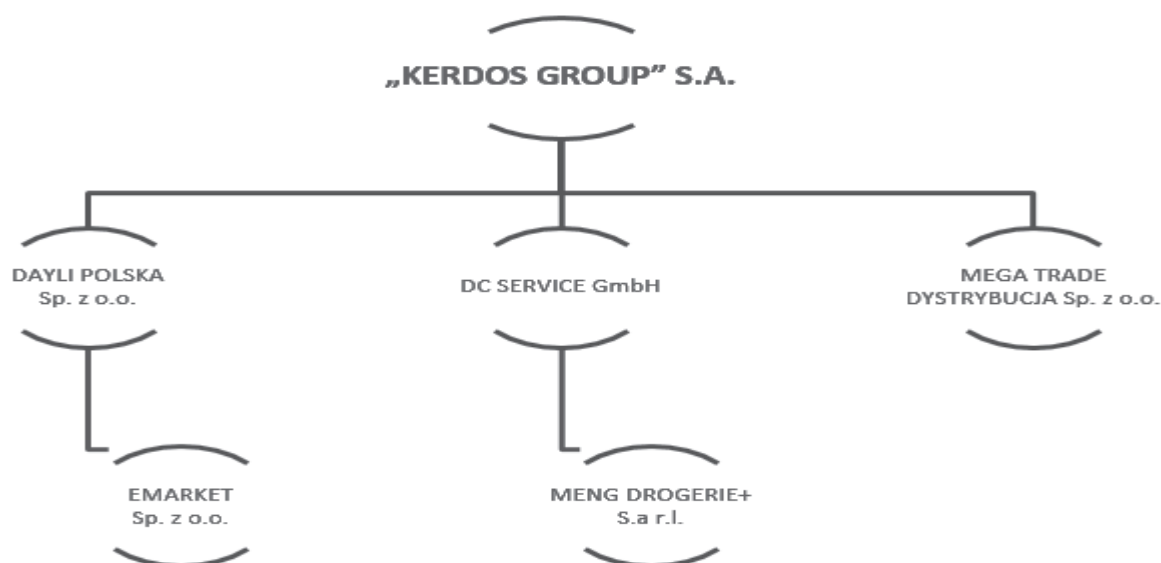 „KERDOS GROUP” S.A.
DAYLI POLSKA
Sp. z o.o.
DC SERVICE GmbH
MEGA TRADE
DYSTRYBUCJA Sp. z o.o.
EMARKET
Sp. z o.o.
MENG DROGERIE+
S.a r.l.